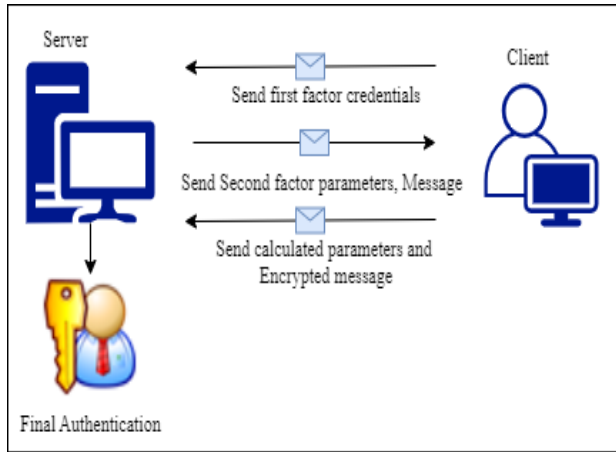 Server
Client
Send first factor credentials
Send Second factor parameters, Message
Send calculated parameters and
Encrypted message
Final Authentication